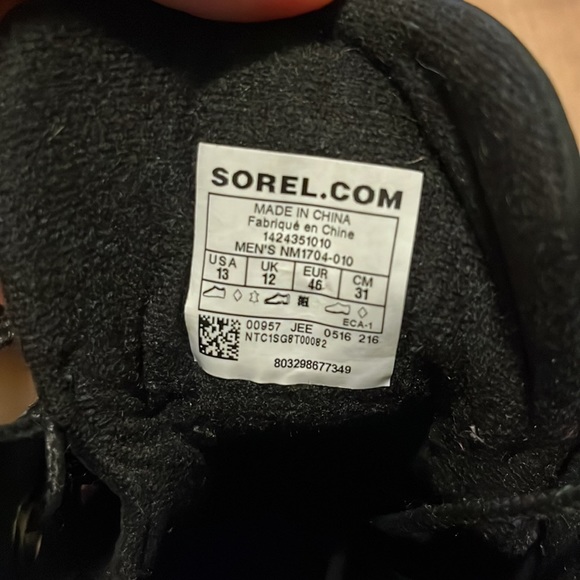 SOREL.COM
MADE IN CHINA
Fabriqué en Chine
1424351010
MEN'S NM1704-010
USA UK EUR CM
13 12 46 31
ECA-1
00957 JEE 0516 216
NTC1SGBT000B2
803298677349